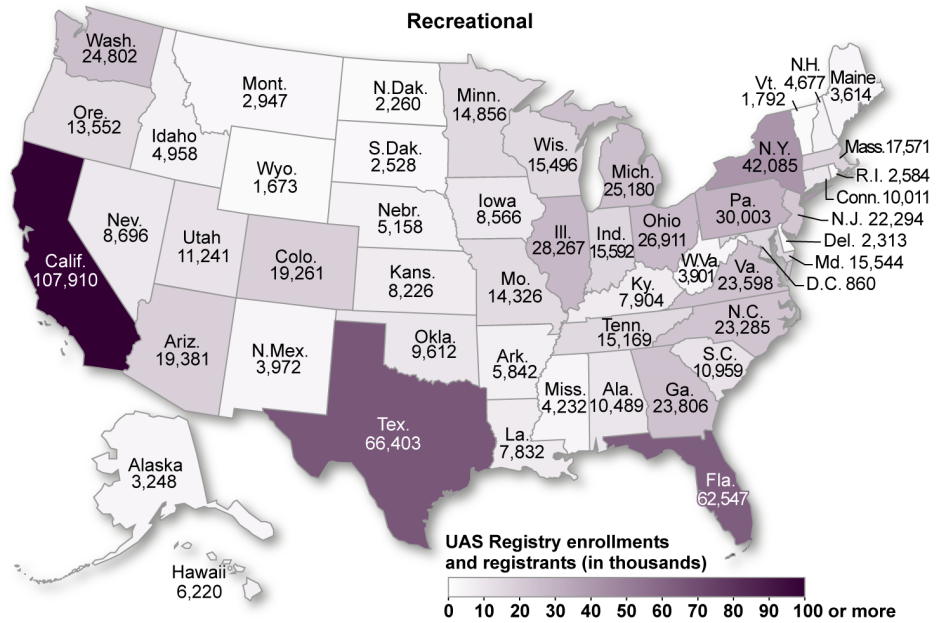 Recreational
Wash.
24,802
Ore.
13,552
Calif.
107,910
Nev.
8,696
Idaho
4,958
Mont.
2,947
Wyo.
1,673
Utah
11,241
Colo.
19,261
Ariz.
19,381
N.Mex.
3,972
N.Dak.
2,260
S.Dak.
2,528
Nebr.
5,158
Kans.
8,226
Okla.
9,612
Tex.
66,403
Minn.
14,856
Iowa
8,566
Mo.
14,326
Ark.
5,842
La.
7,832
Wis.
15,496
Ill.
28,267
Mich.
25,180
Ind.
15,592
Ohio
26,911
Ky.
7,904
Tenn.
15,169
Miss.
4,232
Ala.
10,489
Ga.
23,806
Fla.
62,547
S.C.
10,959
N.C.
23,285
Va.
23,598
W.Va.
3,901
Pa.
30,003
N.Y.
42,085
Vt.
1,792
N.H.
4,677
Maine
3,614
Mass.17,571
R.I. 2,584
Conn. 10,011
N.J. 22,294
Del. 2,313
Md. 15,544
D.C. 860
Alaska
3,248
Hawaii
6,220
UAS Registry enrollments
and registrants (in thousands)
0 10 20 30 40 50 60 70 80 90 100 or more